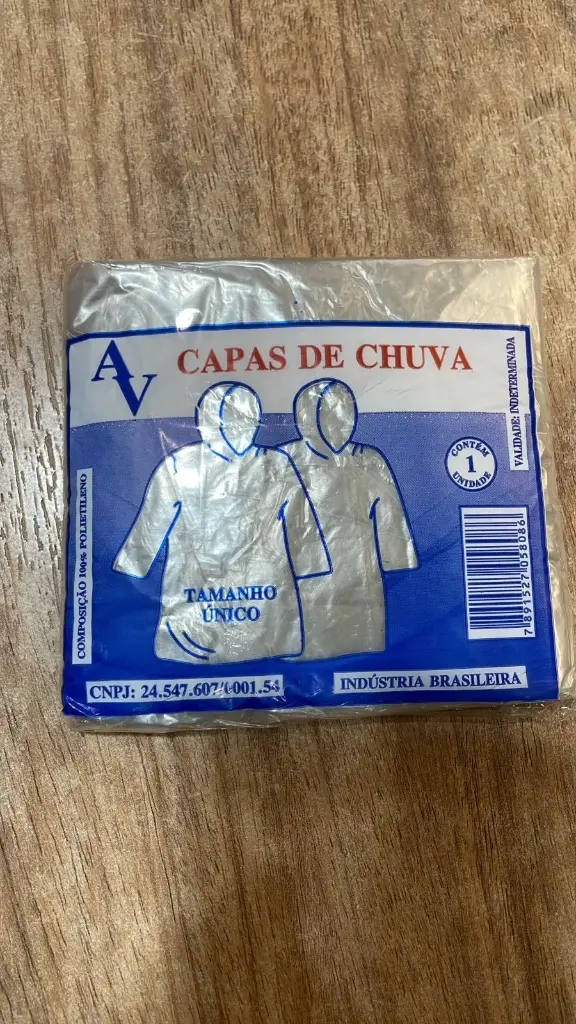 AV
CAPAS DE CHUVA
VALIDADE: INDETERMINADA
CONTÉM
1
UNIDADE
COMPOSIÇÃO 100% POLIETILENO
TAMANHO
ÚNICO
7 891527 058086
CNPJ: 24.547.607/0001.54
INDÚSTRIA BRASILEIRA